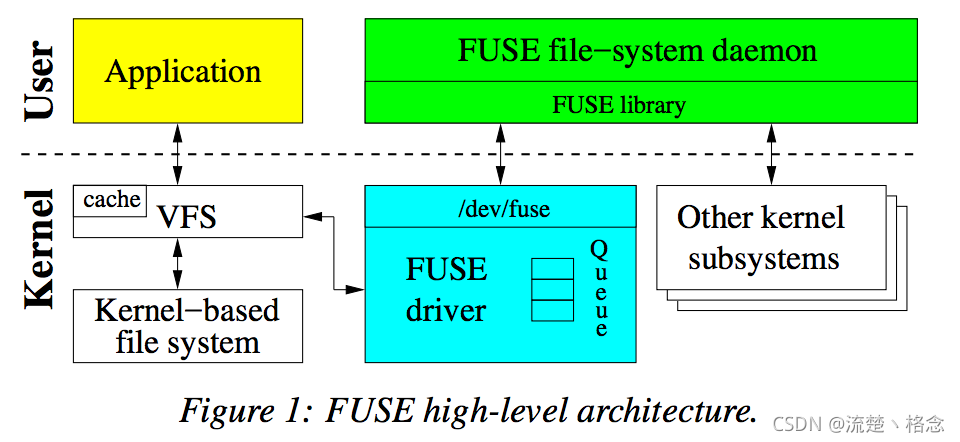 User
Application
FUSE file−system daemon
FUSE library
Kernel
cache
VFS
Kernel−based
file system
/dev/fuse
FUSE
driver
Queue
Other kernel
subsystems
Figure 1: FUSE high-level architecture.
CSDN @流楚丶格念